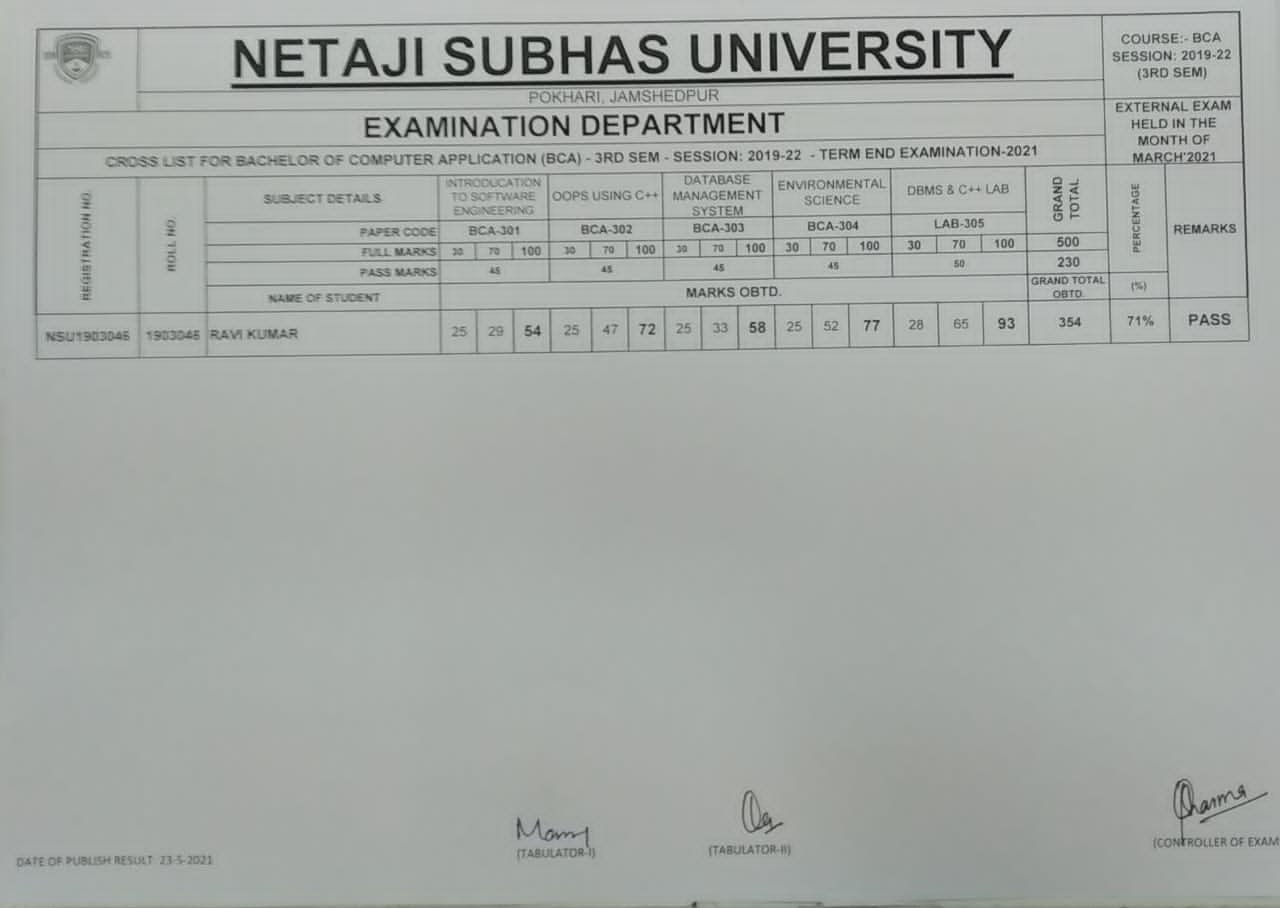 NETAJI SUBHAS UNIVERSITY
POKHARI, JAMSHEDPUR
EXAMINATION DEPARTMENT
CROSS LIST FOR BACHELOR OF COMPUTER APPLICATION (BCA) - 3RD SEM - SESSION: 2019-22 - TERM END EXAMINATION-2021
COURSE:- BCA
SESSION: 2019-22
(3RD SEM)
EXTERNAL EXAM
HELD IN THE
MONTH OF
MARCH'2021
REGISTRATION NO.
ROLL NO.
SUBJECT DETAILS
INTRODUCATION
TO SOFTWARE
ENGINEERING
OOPS USING C++
DATABASE
MANAGEMENT
SYSTEM
ENVIRONMENTAL
SCIENCE
DBMS & C++ LAB
GRAND
TOTAL
PERCENTAGE
REMARKS
PAPER CODE BCA-301 BCA-302 BCA-303 BCA-304 LAB-305
FULL MARKS 30 70 100 30 70 100 30 70 100 30 70 100 30 70 100 500
PASS MARKS 45 45 45 45 50 230
NAME OF STUDENT MARKS OBTD.
GRAND TOTAL
OBTD.
(%)
NSU1903046 1903046 RAVI KUMAR 25 29 54 25 47 72 25 33 58 25 52 77 28 65 93 354 71% PASS
DATE OF PUBLISH RESULT: 23-5-2021
(TABULATOR-I)
(TABULATOR-II)
(CONTROLLER OF EXAM